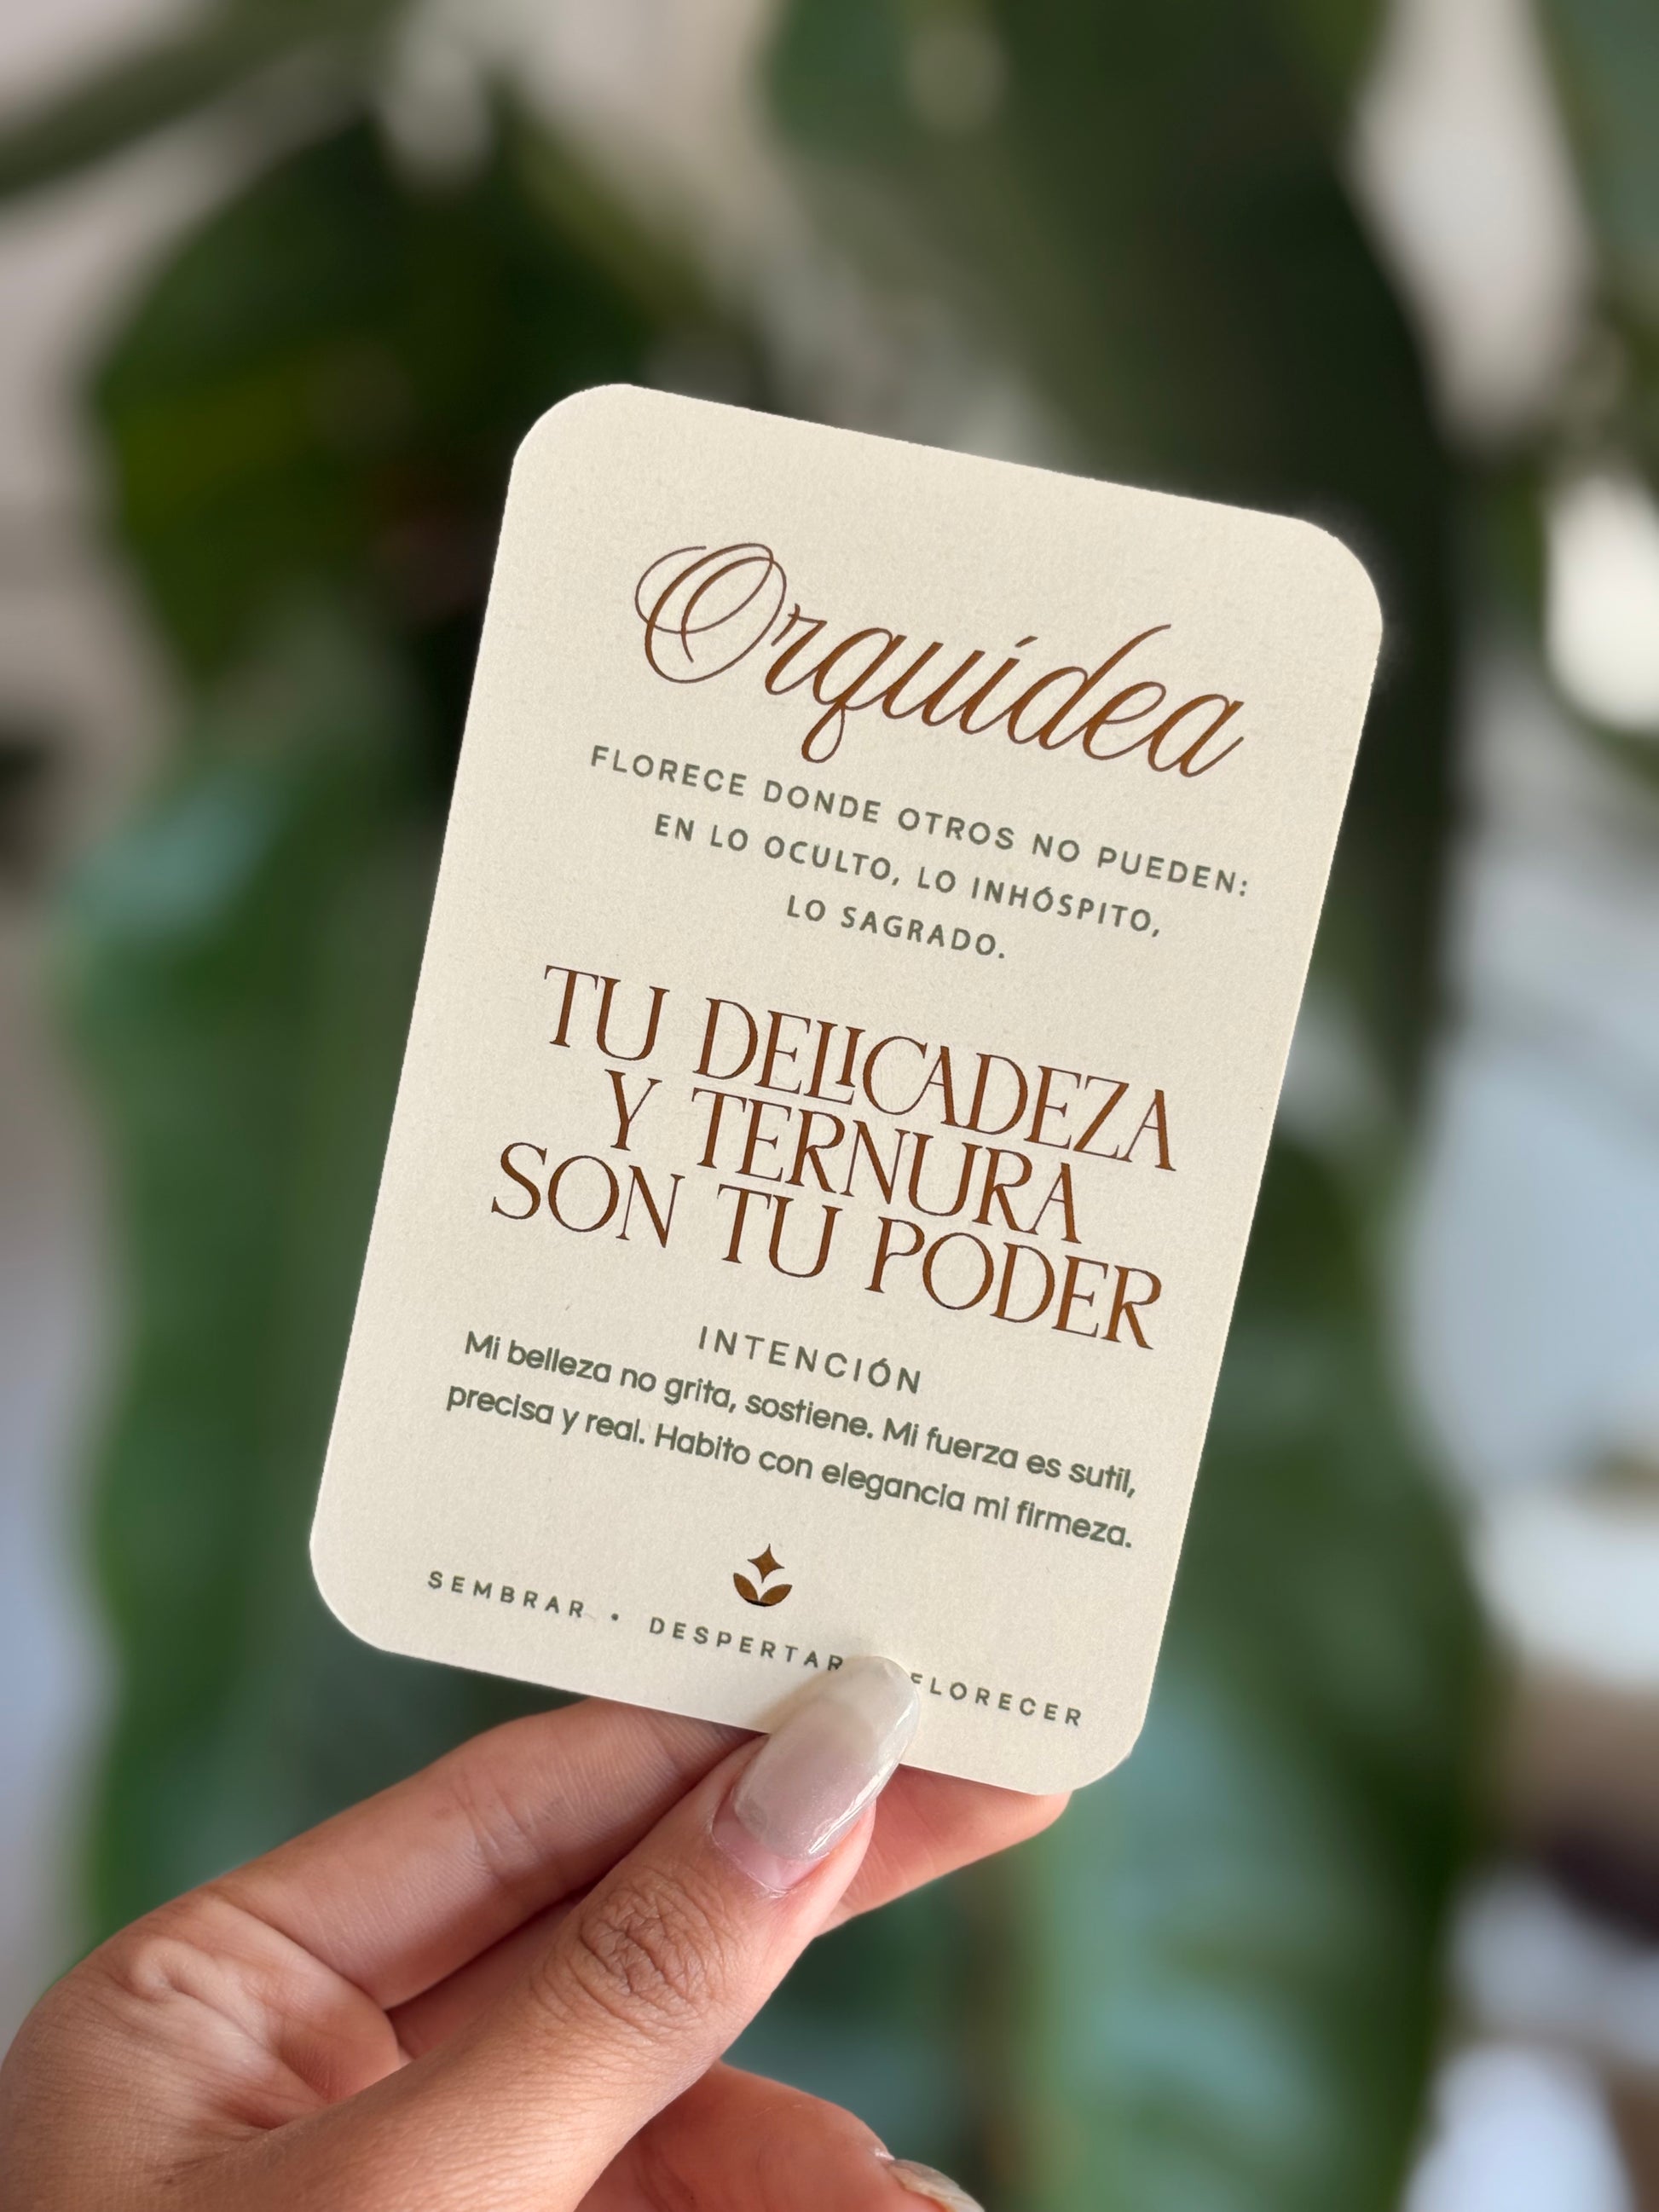 Orquídea
FLORECE DONDE OTROS NO PUEDEN:
EN LO OCULTO, LO INHÓSPITO,
LO SAGRADO.
TU DELICADEZA
Y TERNURA
SON TU PODER
INTENCIÓN
Mi belleza no grita, sostiene. Mi fuerza es sutil,
precisa y real. Habito con elegancia mi firmeza.
SEMBRAR • DESPERTAR FLORECER